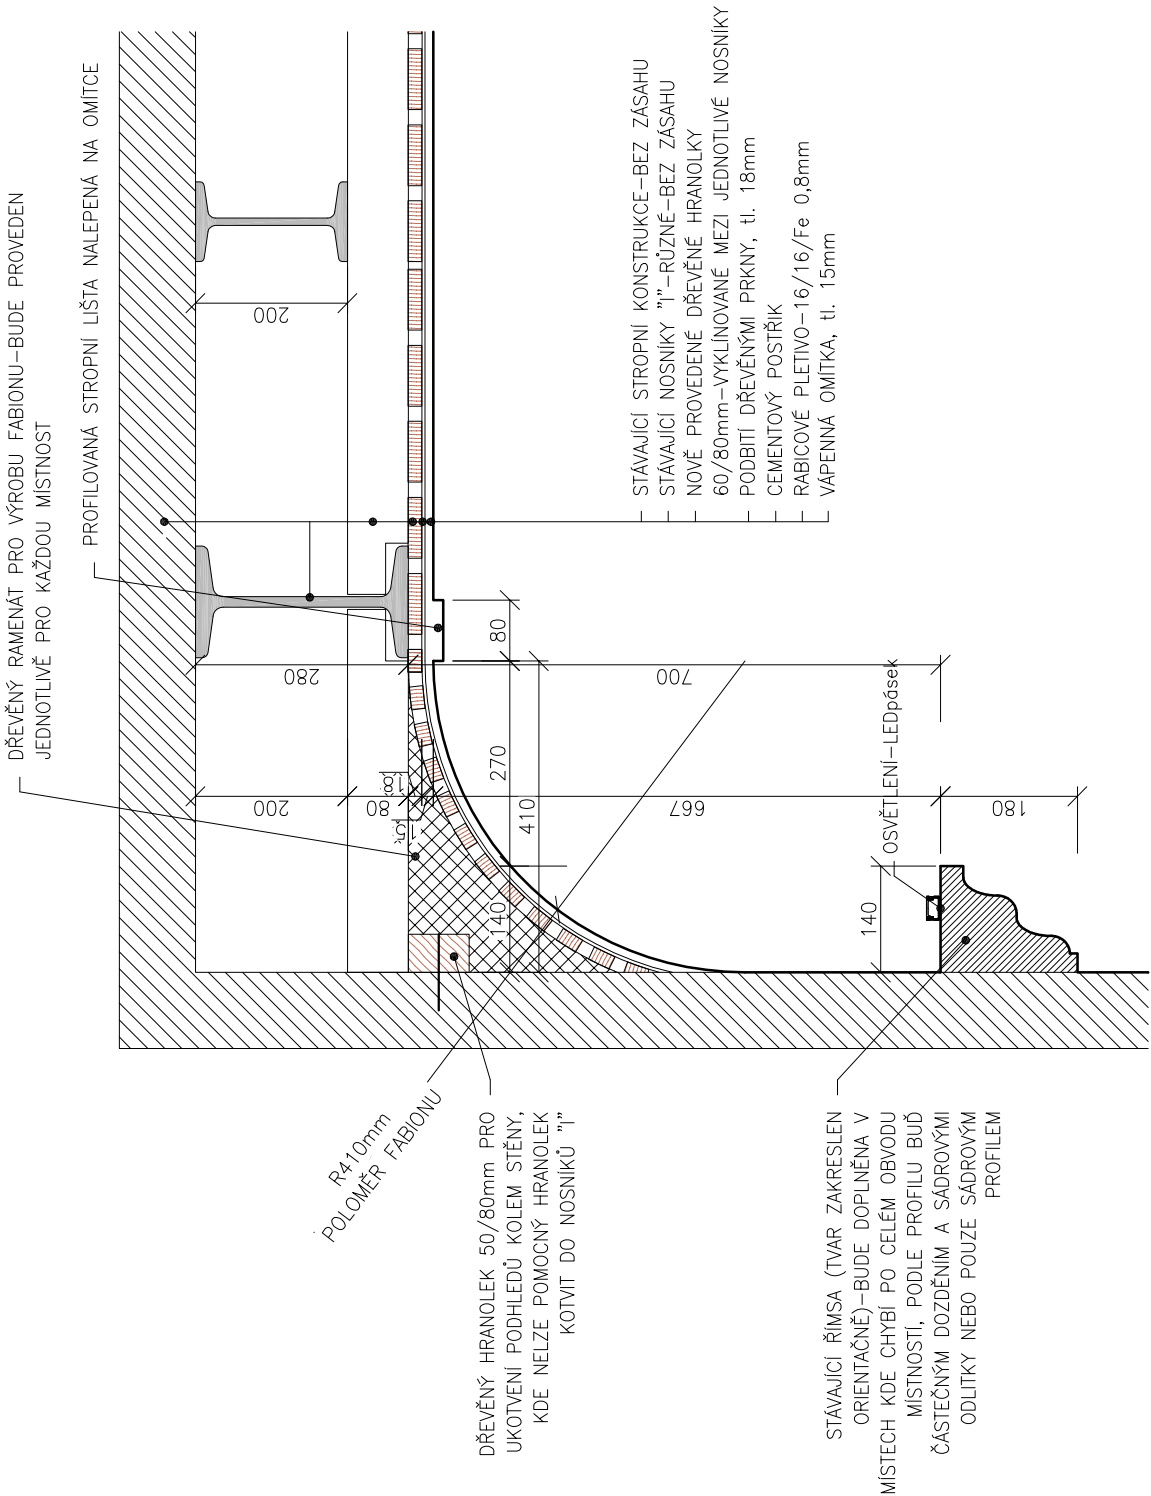 DŘEVĚNÝ RAMENÁT PRO VÝROBU FABIONU–BUDE PROVEDEN
JEDNOTLIVĚ PRO KAŽDOU MÍSTNOST
PROFILOVANÁ STROPNÍ LIŠTA NALEPENÁ NA OMÍTCE
STÁVAJÍCÍ STROPNÍ KONSTRUKCE–BEZ ZÁSAHU
STÁVAJÍCÍ NOSNÍKY "I"–RŮZNÉ–BEZ ZÁSAHU
NOVĚ PROVEDENÉ DŘEVĚNÉ HRANOLKY
60/80mm–VYKLÍNOVANÉ MEZI JEDNOTLIVÉ NOSNÍKY
PODBITÍ DŘEVĚNÝMI PRKNY, tl. 18mm
CEMENTOVÝ POSTŘIK
RABICOVÉ PLETIVO–16/16/Fe 0,8mm
VÁPENNÁ OMÍTKA, tl. 15mm
200
280
700
80
270
410
140
200
80
18
15
667
180
140
OSVĚTLENÍ–LEDpásek
R410mm
POLOMĚR FABIONU
DŘEVĚNÝ HRANOLEK 50/80mm PRO
UKOTVENÍ PODHLEDŮ KOLEM STĚNY,
KDE NELZE POMOCNÝ HRANOLEK
KOTVIT DO NOSNÍKŮ "I"
STÁVAJÍCÍ ŘÍMSA (TVAR ZAKRESLEN
ORIENTAČNĚ)–BUDE DOPLNĚNA V
MÍSTECH KDE CHYBÍ PO CELÉM OBVODU
MÍSTNOSTÍ, PODLE PROFILU BUĎ
ČÁSTEČNÝM DOZDĚNÍM A SÁDROVÝMI
ODLITKY NEBO POUZE SÁDROVÝM
PROFILEM